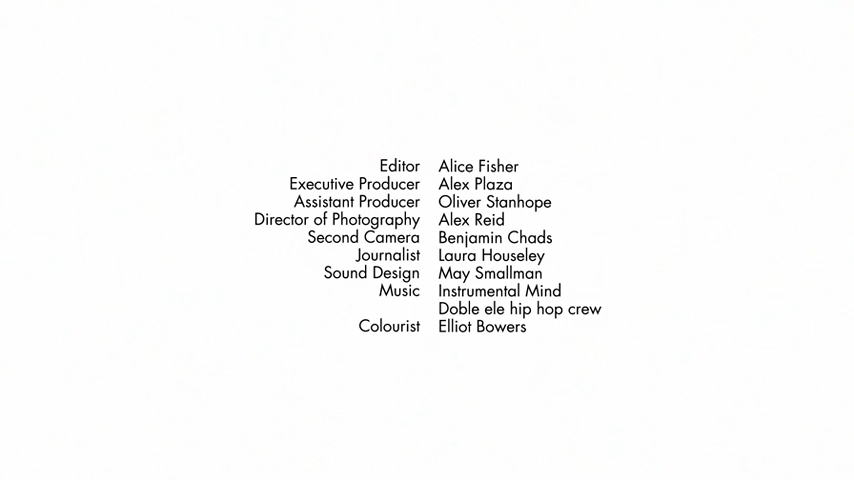 Editor Alice Fisher
Executive Producer Alex Plaza
Assistant Producer Oliver Stanhope
Director of Photography Alex Reid
Second Camera Benjamin Chads
Journalist Laura Houseley
Sound Design May Smallman
Music Instrumental Mind
Doble ele hip hop crew
Colourist Elliot Bowers